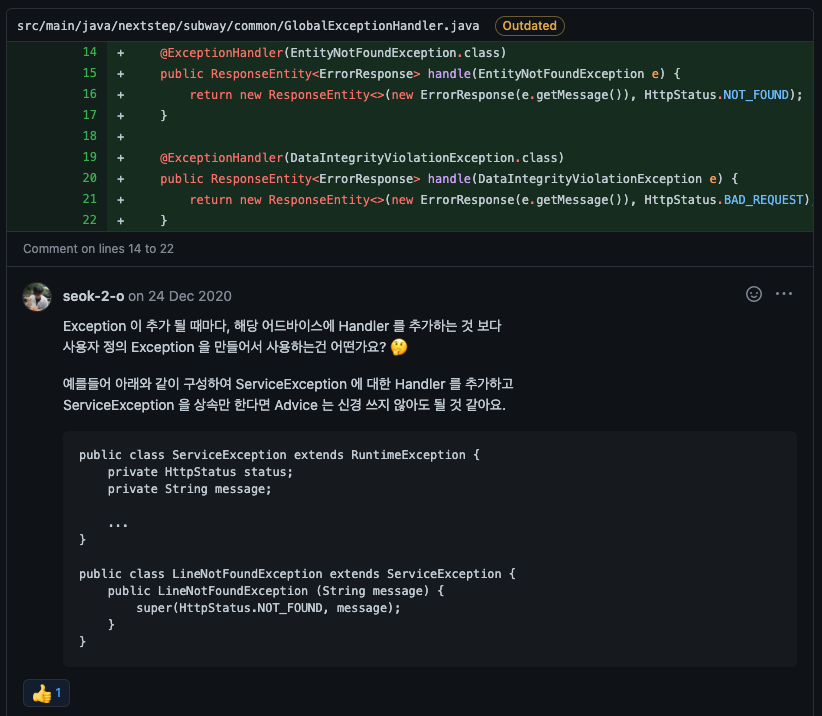 src/main/java/nextstep/subway/common/GlobalExceptionHandler.java Outdated
14 + @ExceptionHandler(EntityNotFoundException.class)
15 + public ResponseEntity<ErrorResponse> handle(EntityNotFoundException e) {
16 + return new ResponseEntity<>(new ErrorResponse(e.getMessage()), HttpStatus.NOT_FOUND);
17 + }
18 +
19 + @ExceptionHandler(DataIntegrityViolationException.class)
20 + public ResponseEntity<ErrorResponse> handle(DataIntegrityViolationException e) {
21 + return new ResponseEntity<>(new ErrorResponse(e.getMessage()), HttpStatus.BAD_REQUEST)
22 + }
Comment on lines 14 to 22
seok-2-o on 24 Dec 2020
Exception 이 추가 될 때마다, 해당 어드바이스에 Handler 를 추가하는 것 보다
사용자 정의 Exception 을 만들어서 사용하는건 어떤가요? 🤔
예를들어 아래와 같이 구성하여 ServiceException 에 대한 Handler 를 추가하고
ServiceException 을 상속만 한다면 Advice 는 신경 쓰지 않아도 될 것 같아요.
public class ServiceException extends RuntimeException {
private HttpStatus status;
private String message;
...
}
public class LineNotFoundException extends ServiceException {
public LineNotFoundException (String message) {
super(HttpStatus.NOT_FOUND, message);
}
}
👍 1